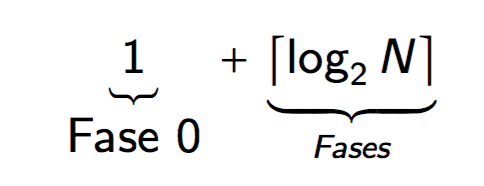 1 + ⌈log₂ N⌉
Fase 0 Fases